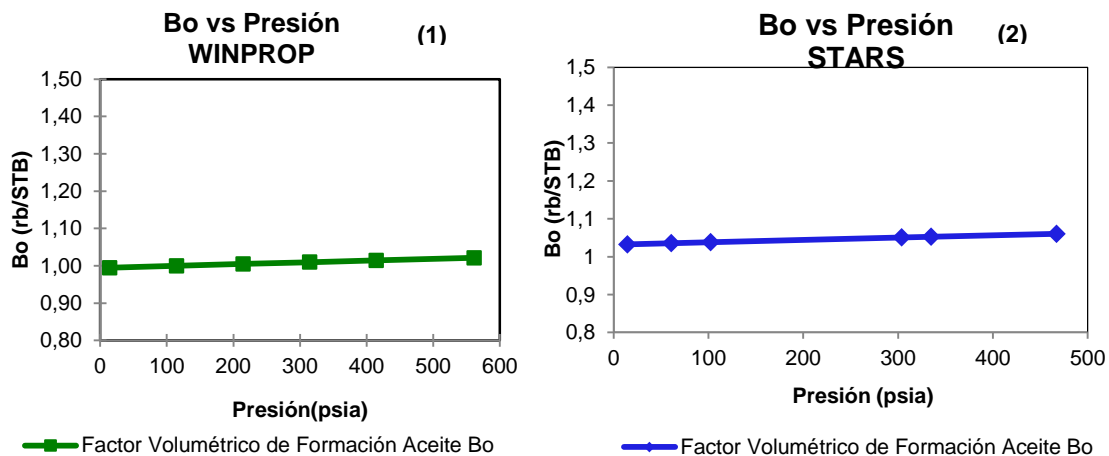 Bo vs Presión
WINPROP
(1)
1,50
1,40
1,30
1,20
1,10
1,00
0,90
0,80
Bo (rb/STB)
0 100 200 300 400 500 600
Presión(psia)
Factor Volumétrico de Formación Aceite Bo
Bo vs Presión
STARS
(2)
1,5
1,4
1,3
1,2
1,1
1
0,9
0,8
Bo (rb/STB)
0 100 200 300 400 500
Presión (psia)
Factor Volumétrico de Formación Aceite Bo